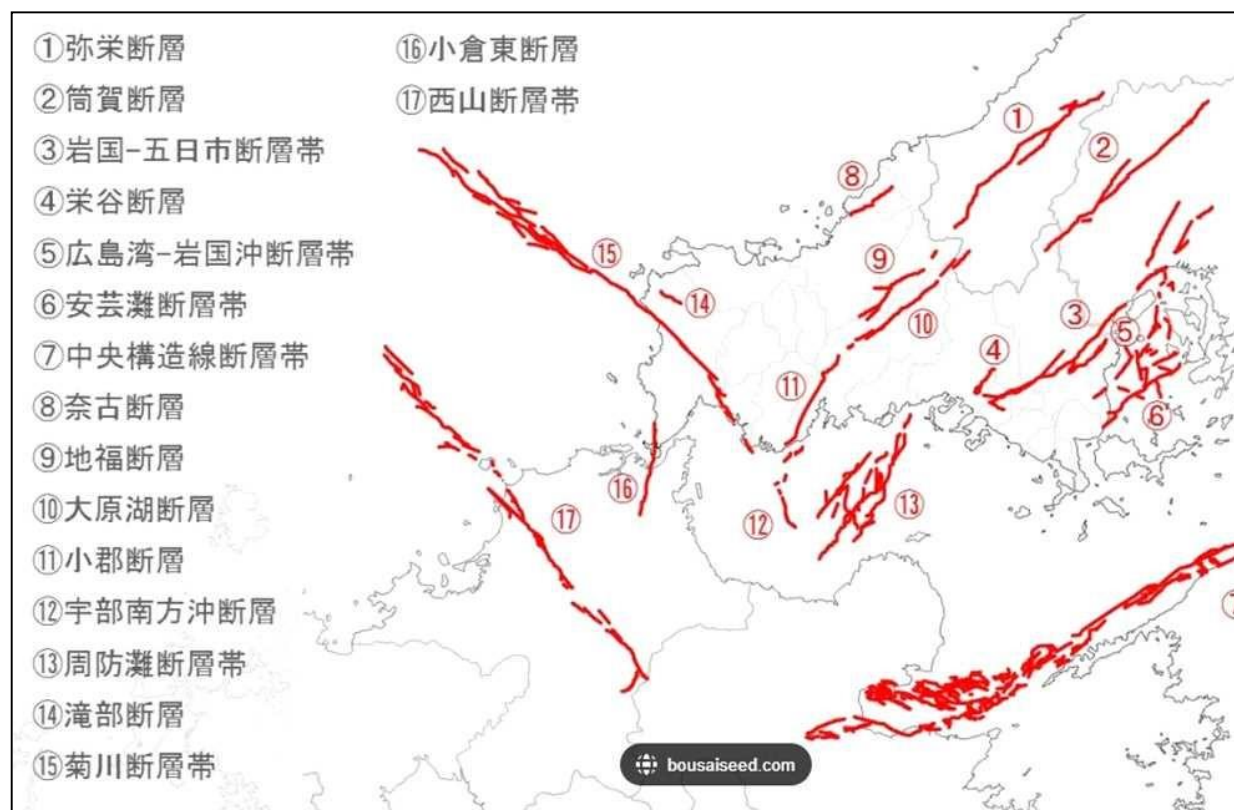 ①弥栄断層
②筒賀断層
③岩国-五日市断層帯
④栄谷断層
⑤広島湾-岩国沖断層帯
⑥安芸灘断層帯
⑦中央構造線断層帯
⑧奈古断層
⑨地福断層
⑩大原湖断層
⑪小郡断層
⑫宇部南方沖断層
⑬周防灘断層帯
⑭滝部断層
⑮菊川断層帯
⑯小倉東断層
⑰西山断層帯
①
②
⑧
⑮
⑨
⑭
③
⑩
⑤
④
⑪
⑥
⑯
⑬
⑰
⑫
⑦
bousaiseed.com